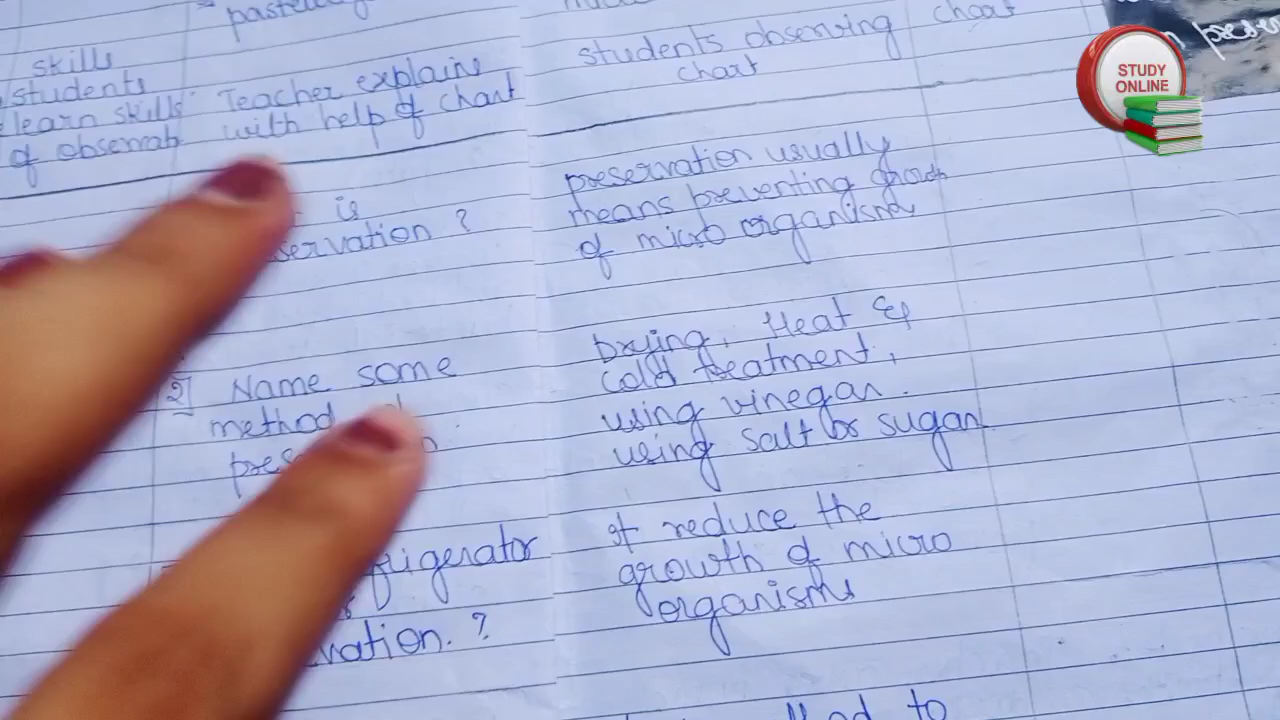 skills
students
learn skills
of observab
Teacher explains
with help of chart
students observing
chart
chart
is
servation ?
preservation usually
means preventing growth
of micro organisms
2] Name some
method
pres
Drying, Heat &
cold treatment,
using vinegar.
using salt or sugar
frigerator
vation. ?
It reduce the
growth of micro
organisms
to
STUDY
ONLINE